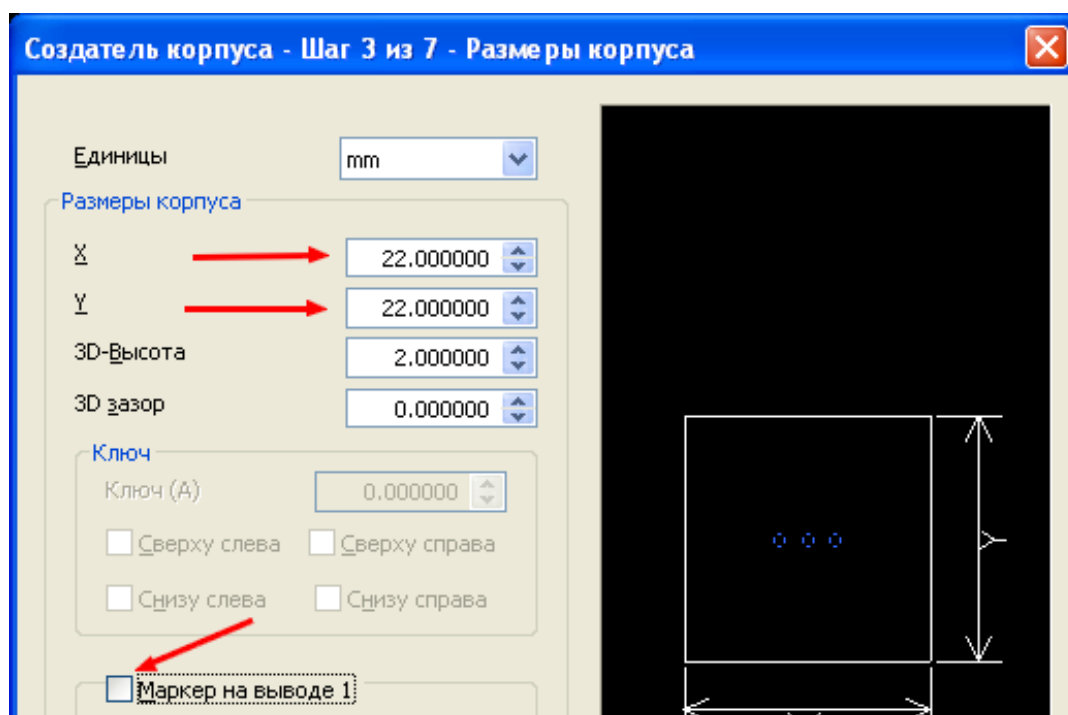 Создатель корпуса - Шаг 3 из 7 - Размеры корпуса
Единицы mm
Размеры корпуса
X 22.000000
Y 22.000000
3D-Высота 2.000000
3D зазор 0.000000
Ключ
Ключ (A) 0.000000
Сверху слева Сверху справа
Снизу слева Снизу справа
Маркер на выводе 1
Y